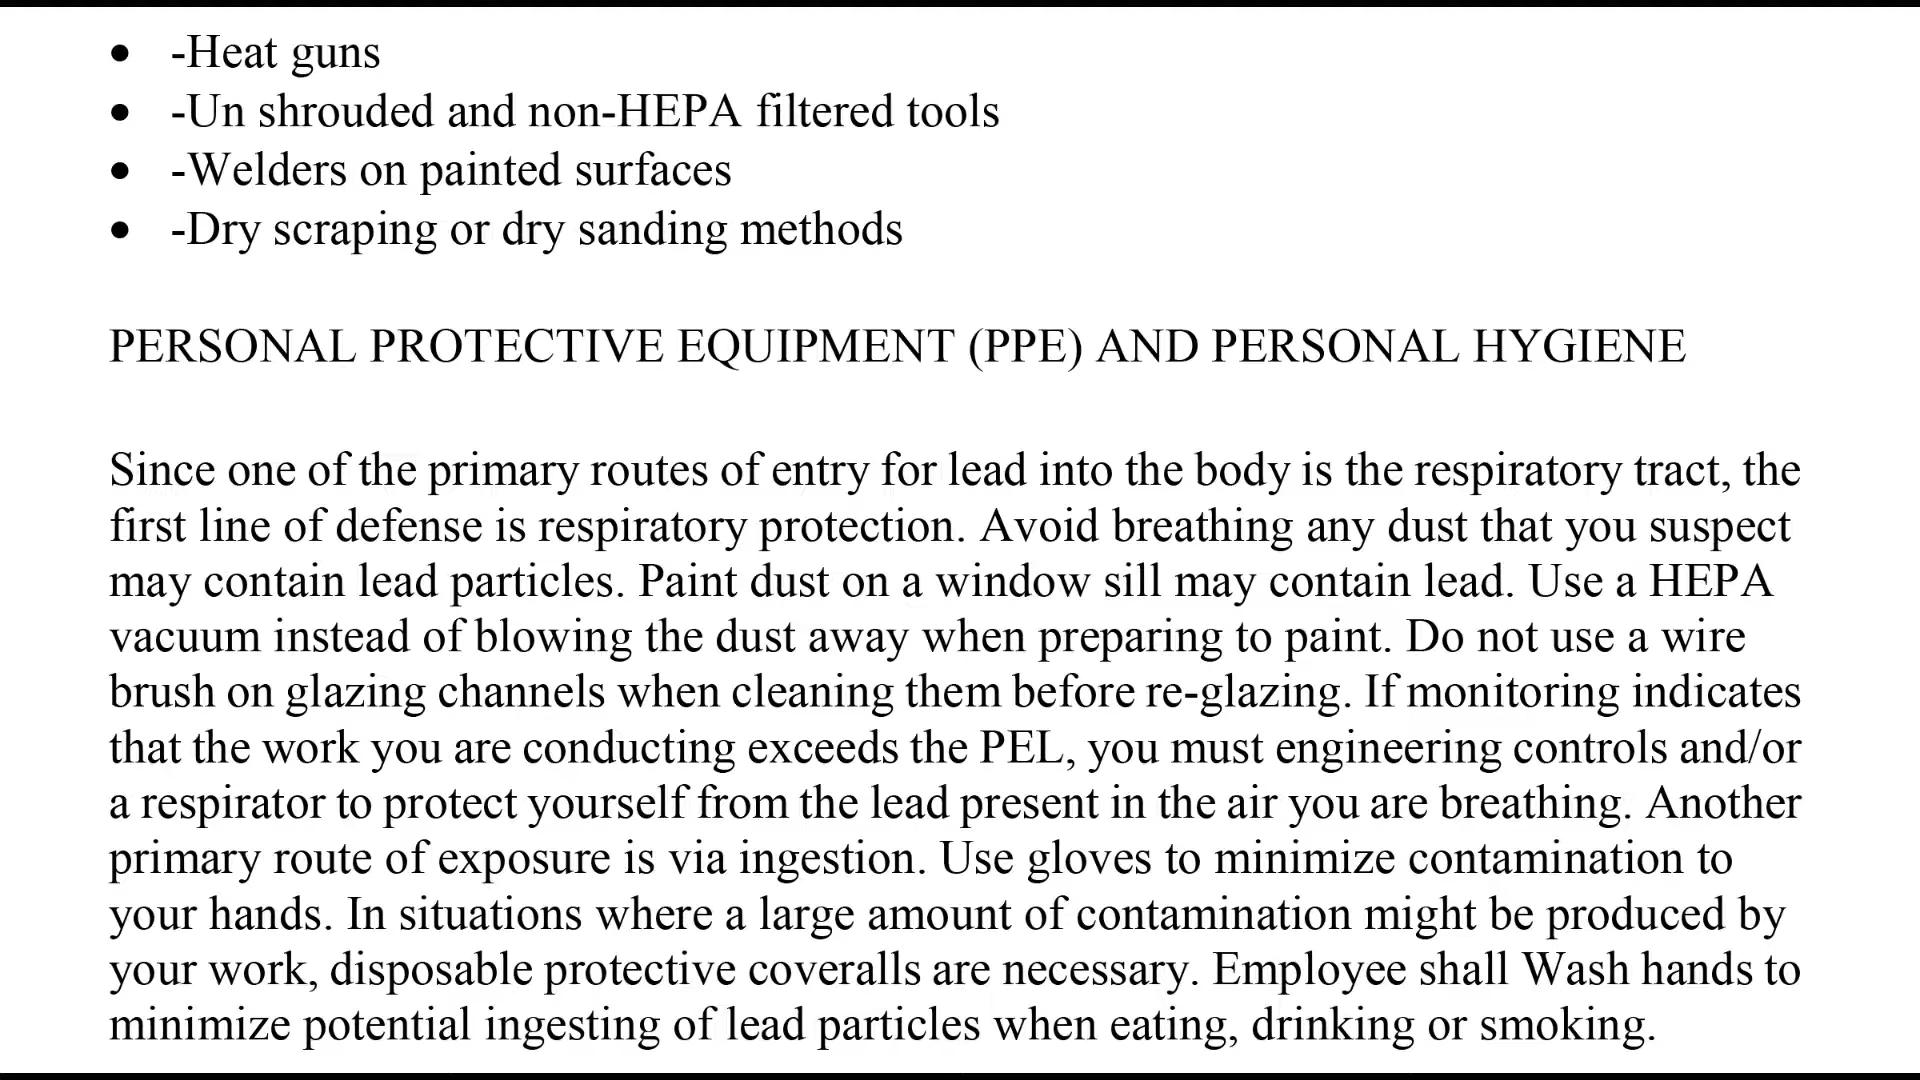 • -Heat guns
• -Un shrouded and non-HEPA filtered tools
• -Welders on painted surfaces
• -Dry scraping or dry sanding methods
PERSONAL PROTECTIVE EQUIPMENT (PPE) AND PERSONAL HYGIENE
Since one of the primary routes of entry for lead into the body is the respiratory tract, the
first line of defense is respiratory protection. Avoid breathing any dust that you suspect
may contain lead particles. Paint dust on a window sill may contain lead. Use a HEPA
vacuum instead of blowing the dust away when preparing to paint. Do not use a wire
brush on glazing channels when cleaning them before re-glazing. If monitoring indicates
that the work you are conducting exceeds the PEL, you must engineering controls and/or
a respirator to protect yourself from the lead present in the air you are breathing. Another
primary route of exposure is via ingestion. Use gloves to minimize contamination to
your hands. In situations where a large amount of contamination might be produced by
your work, disposable protective coveralls are necessary. Employee shall Wash hands to
minimize potential ingesting of lead particles when eating, drinking or smoking.